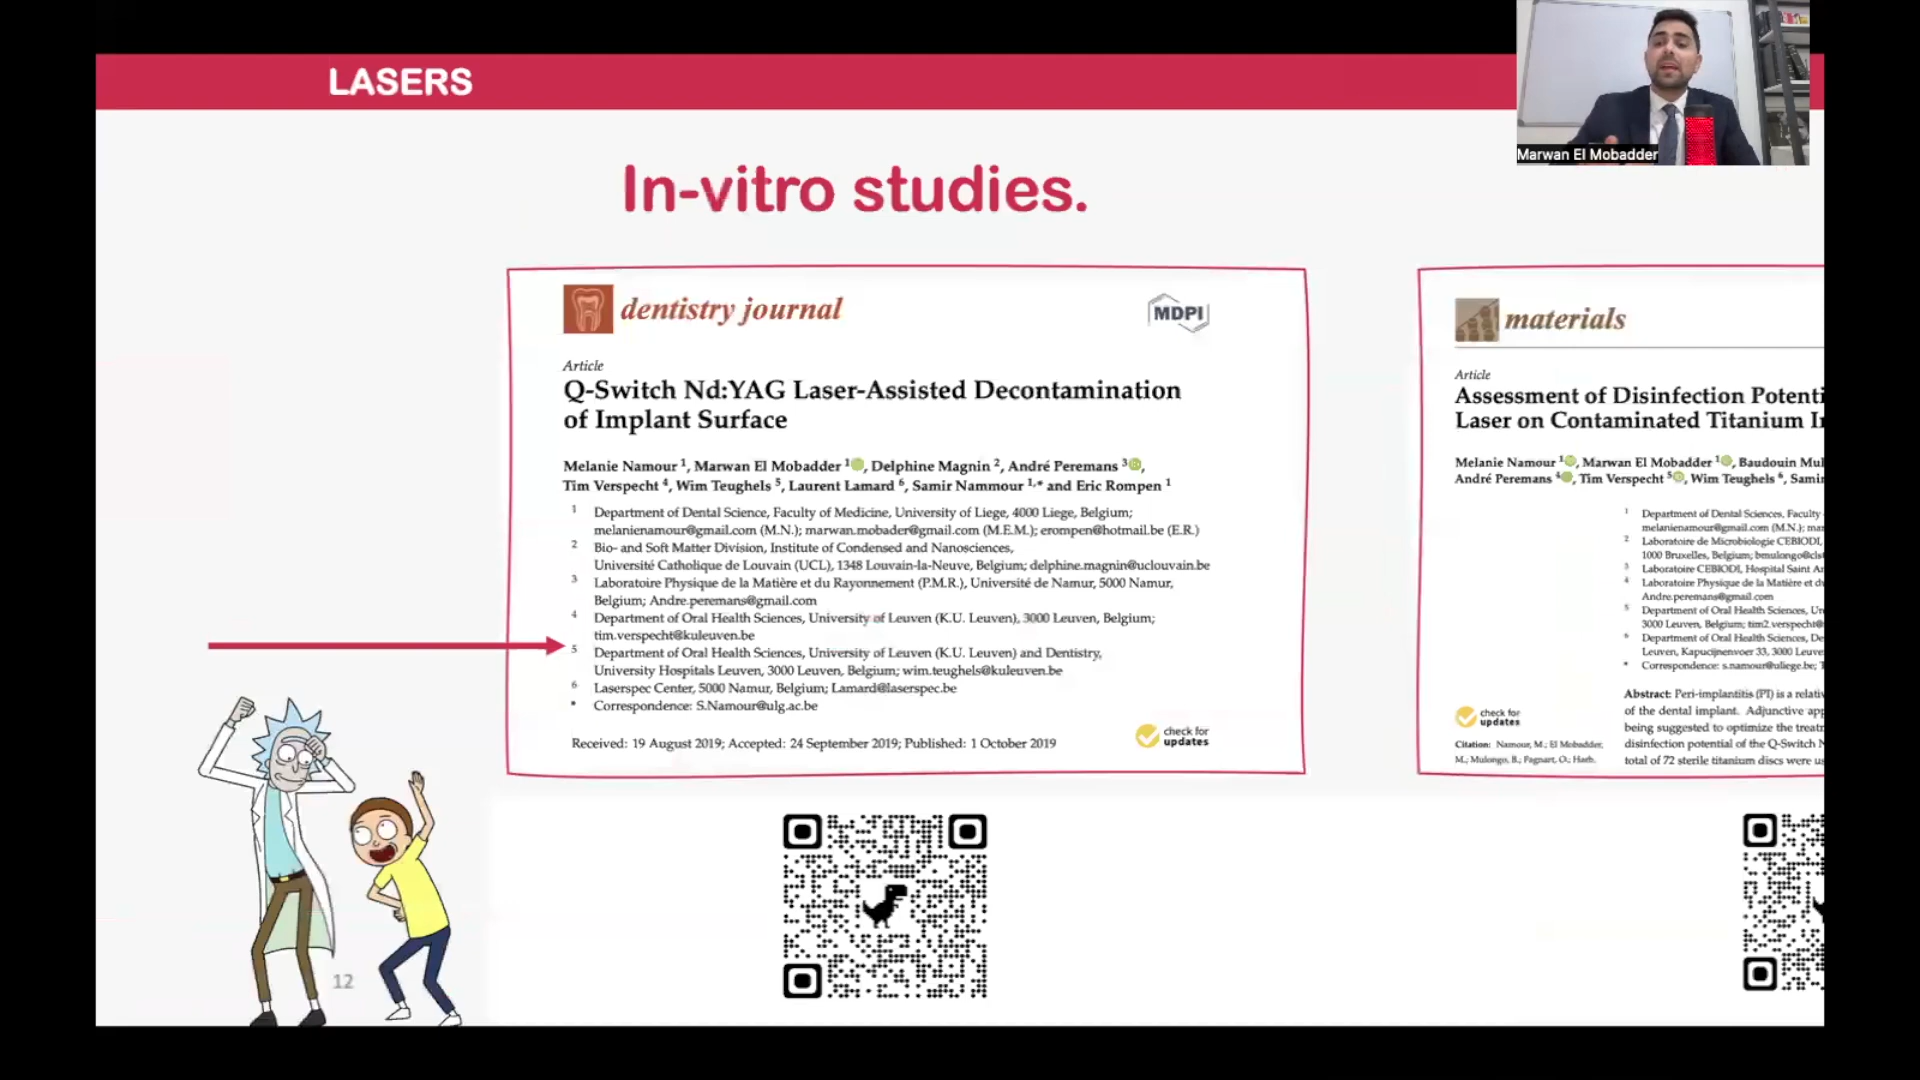 LASERS
Marwan El Mobadder
In-vitro studies.
dentistry journal
MDPI
Article
Q-Switch Nd:YAG Laser-Assisted Decontamination
of Implant Surface
Melanie Namour 1, Marwan El Mobadder 1, Delphine Magnin 2, André Peremans 3,
Tim Verspecht 4, Wim Teughels 5, Laurent Lamard 6, Samir Nammour 1,* and Eric Rompen 1
1 Department of Dental Science, Faculty of Medicine, University of Liege, 4000 Liege, Belgium;
melanienamour@gmail.com (M.N.); marwan.mobader@gmail.com (M.E.M.); erompen@hotmail.be (E.R.)
2 Bio- and Soft Matter Division, Institute of Condensed and Nanosciences,
Université Catholique de Louvain (UCL), 1348 Louvain-la-Neuve, Belgium; delphine.magnin@uclouvain.be
3 Laboratoire Physique de la Matière et du Rayonnement (P.M.R.), Université de Namur, 5000 Namur,
Belgium; Andre.peremans@gmail.com
4 Department of Oral Health Sciences, University of Leuven (K.U. Leuven), 3000 Leuven, Belgium;
tim.verspecht@kuleuven.be
5 Department of Oral Health Sciences, University of Leuven (K.U. Leuven) and Dentistry,
University Hospitals Leuven, 3000 Leuven, Belgium; wim.teughels@kuleuven.be
6 Laserspec Center, 5000 Namur, Belgium; Lamard@laserspec.be
* Correspondence: S.Namour@ulg.ac.be
Received: 19 August 2019; Accepted: 24 September 2019; Published: 1 October 2019
check for
updates
materials
Article
Assessment of Disinfection Potenti
Laser on Contaminated Titanium
Melanie Namour 1, Marwan El Mobadder 1, Baudouin Mul
André Peremans 4, Tim Verspecht 5, Wim Teughels 6, Samir
1 Department of Dental Sciences, Faculty
melanienamour@gmail.com (M.N.);
2 Laboratoire de Microbiologie CEBIODI,
1000 Bruxelles, Belgium;
3 Laboratoire CEBIODI, Hospital Saint
4 Laboratoire Physique de la Matière et
Andre.peremans@gmail.com
5 Department of Oral Health Sciences,
3000 Leuven, Belgium;
6 Department of Oral Health Sciences,
Leuven, Kapucijnenvoer 33, 3000
* Correspondence: s.namour@uliege.be;
Abstract: Peri-implantitis (PI) is a
of the dental implant. Adjunctive
being suggested to optimize the
disinfection potential of the Q-Switch
total of 72 sterile titanium discs were
check for
updates
Citation: Namour, M.; El Mobadder,
M.; Mulongo, B.; Fagnart, O.; Harb,
12